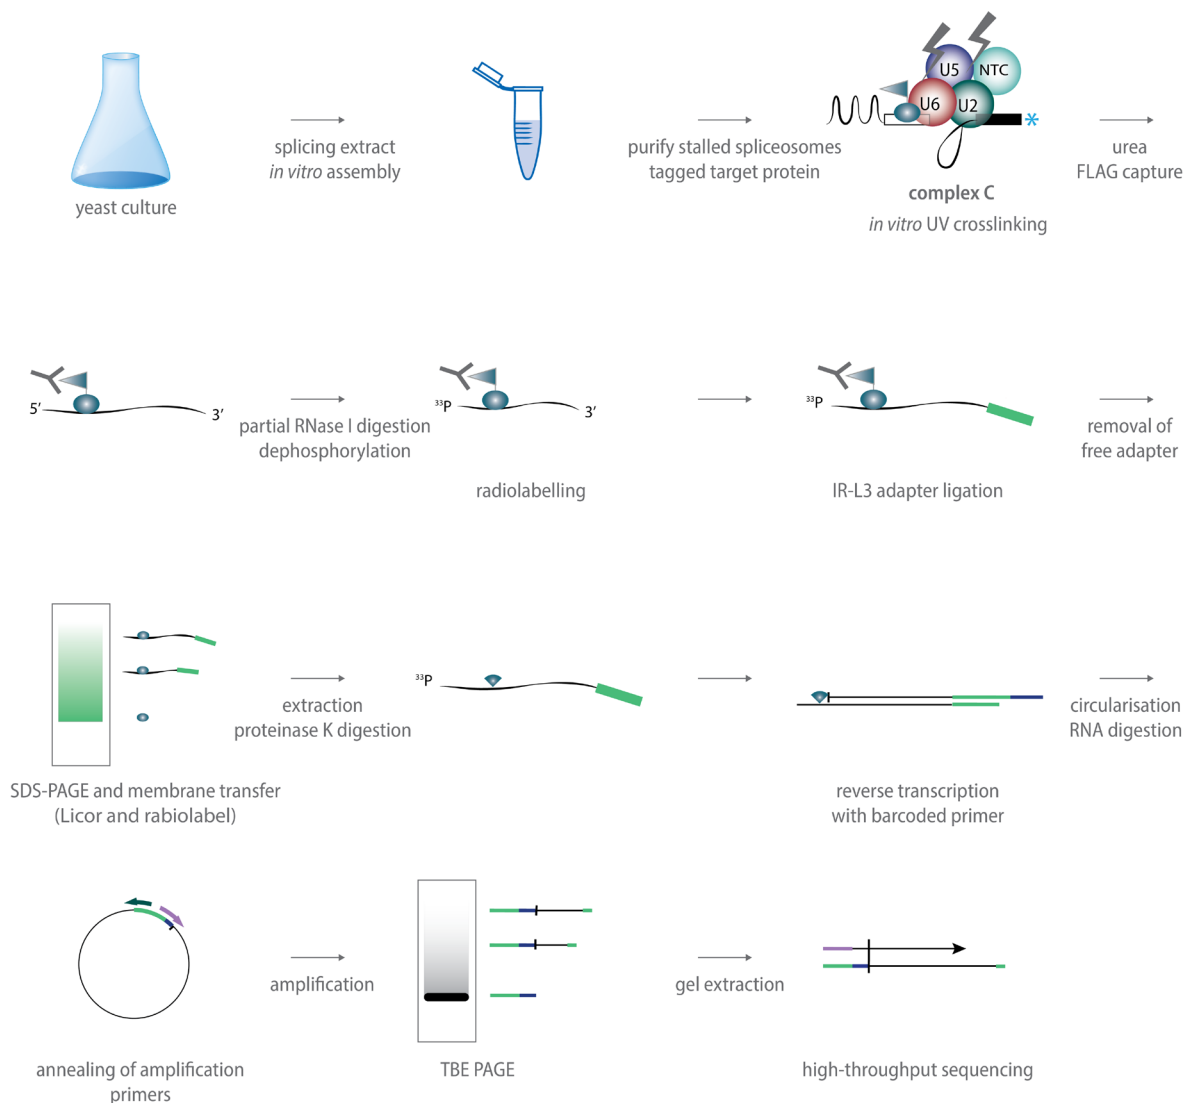 yeast culture
splicing extract
in vitro assembly
purify stalled spliceosomes
tagged target protein
U5
NTC
U6
U2
*
complex C
in vitro UV crosslinking
urea
FLAG capture
5’
3’
partial RNase I digestion
dephosphorylation
³³P
3’
radiolabelling
³³P
IR-L3 adapter ligation
removal of
free adapter
SDS-PAGE and membrane transfer
(Licor and rabiolabel)
extraction
proteinase K digestion
³³P
reverse transcription
with barcoded primer
circularisation
RNA digestion
annealing of amplification
primers
amplification
TBE PAGE
gel extraction
high-throughput sequencing